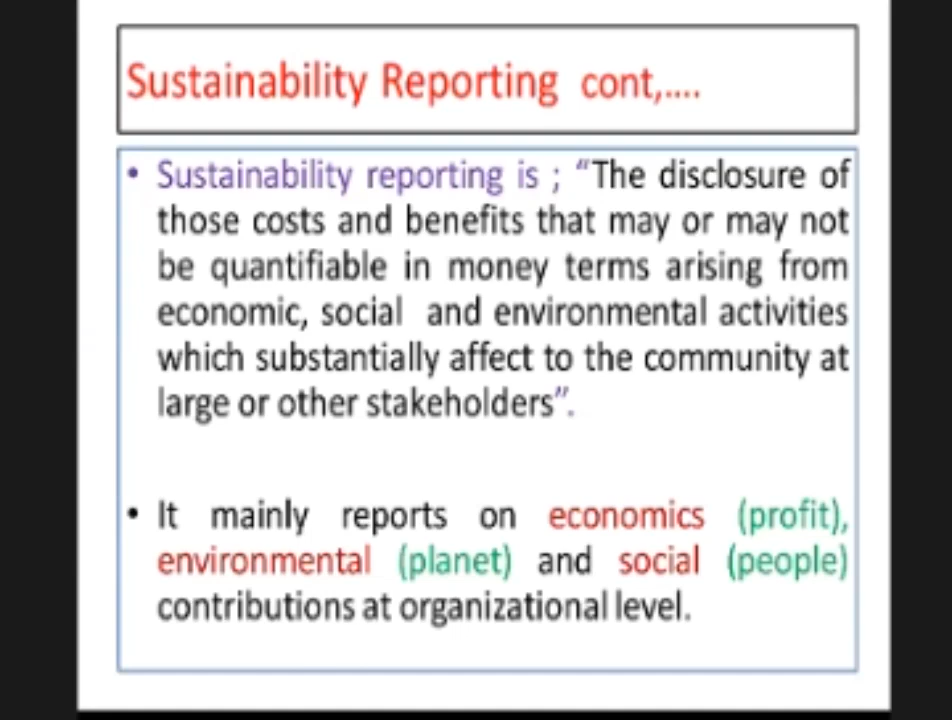 Sustainability Reporting cont,....
• Sustainability reporting is ; “The disclosure of
those costs and benefits that may or may not
be quantifiable in money terms arising from
economic, social and environmental activities
which substantially affect to the community at
large or other stakeholders”.
• It mainly reports on economics (profit),
environmental (planet) and social (people)
contributions at organizational level.